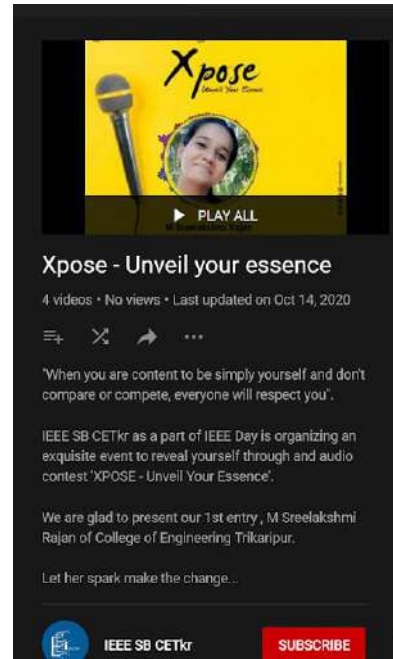 Xpose
Unveil Your Essence
PLAY ALL
M Sreelakshmi Rajan
Xpose - Unveil your essence
4 videos • No views • Last updated on Oct 14, 2020
"When you are content to be simply yourself and don't
compare or compete, everyone will respect you".
IEEE SB CETkr as a part of IEEE Day is organizing an
exquisite event to reveal yourself through and audio
contest 'XPOSE - Unveil Your Essence'.
We are glad to present our 1st entry , M Sreelakshmi
Rajan of College of Engineering Trikaripur.
Let her spark make the change...
IEEE SB CETkr
SUBSCRIBE